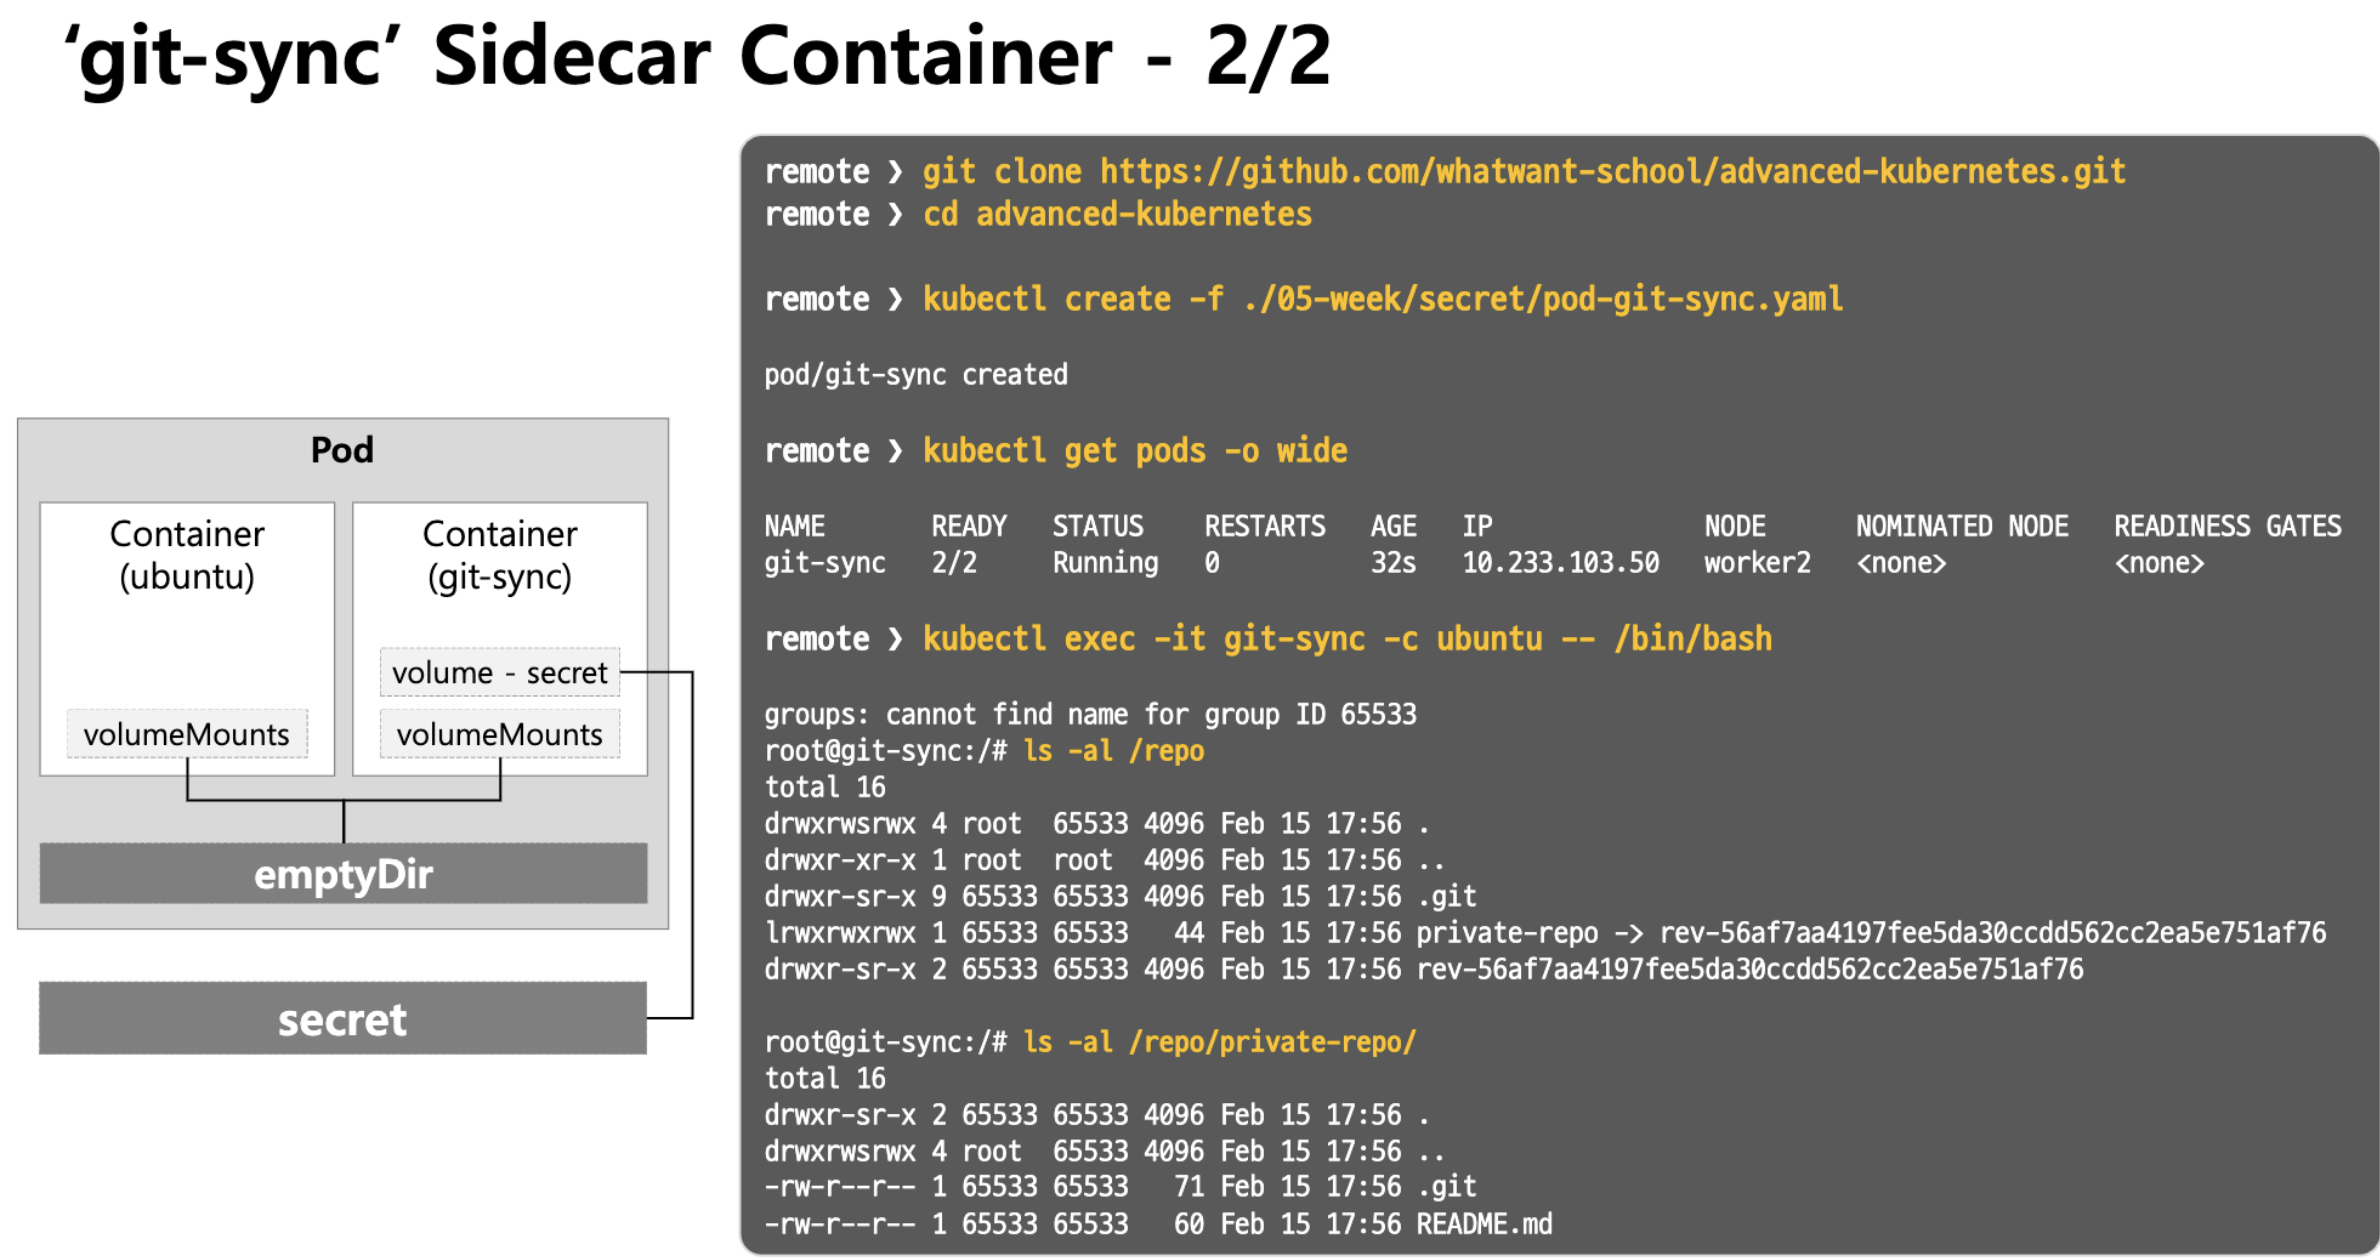 ‘git-sync’ Sidecar Container - 2/2
Pod
Container
(ubuntu)
volumeMounts
Container
(git-sync)
volume - secret
volumeMounts
emptyDir
secret
remote ❯ git clone https://github.com/whatwant-school/advanced-kubernetes.git
remote ❯ cd advanced-kubernetes
remote ❯ kubectl create -f ./05-week/secret/pod-git-sync.yaml
pod/git-sync created
remote ❯ kubectl get pods -o wide
NAME READY STATUS RESTARTS AGE IP NODE NOMINATED NODE READINESS GATES
git-sync 2/2 Running 0 32s 10.233.103.50 worker2 <none> <none>
remote ❯ kubectl exec -it git-sync -c ubuntu -- /bin/bash
groups: cannot find name for group ID 65533
root@git-sync:/# ls -al /repo
total 16
drwxrwsrwx 4 root 65533 4096 Feb 15 17:56 .
drwxr-xr-x 1 root root 4096 Feb 15 17:56 ..
drwxr-sr-x 9 65533 65533 4096 Feb 15 17:56 .git
lrwxrwxrwx 1 65533 65533 44 Feb 15 17:56 private-repo -> rev-56af7aa4197fee5da30ccdd562cc2ea5e751af76
drwxr-sr-x 2 65533 65533 4096 Feb 15 17:56 rev-56af7aa4197fee5da30ccdd562cc2ea5e751af76
root@git-sync:/# ls -al /repo/private-repo/
total 16
drwxr-sr-x 2 65533 65533 4096 Feb 15 17:56 .
drwxrwsrwx 4 root 65533 4096 Feb 15 17:56 ..
-rw-r--r-- 1 65533 65533 71 Feb 15 17:56 .git
-rw-r--r-- 1 65533 65533 60 Feb 15 17:56 README.md